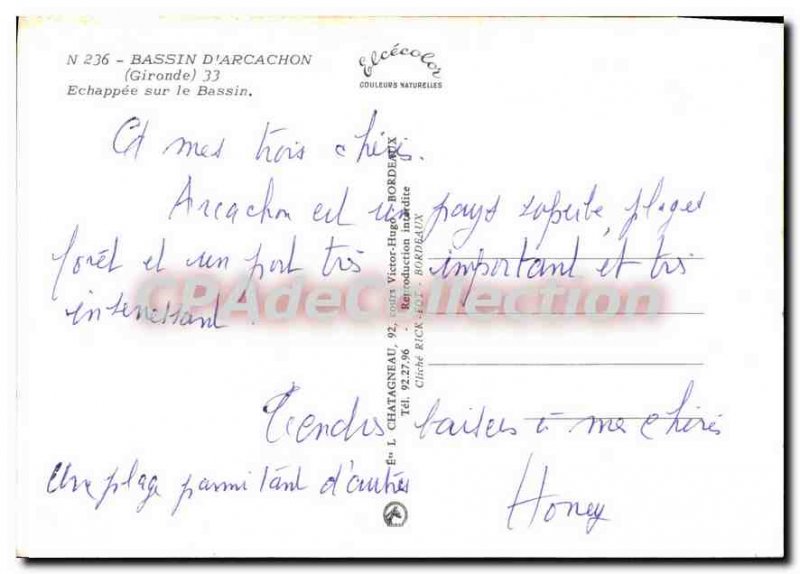 N 236 – BASSIN D'ARCACHON
(Gironde) 33
Echappée sur le Bassin.
Elcécolor
COULEURS NATURELLES
mes trois chéris.
Arcachon est un pays superbe, plages
forêt et un port très important et très
intéressant.
Tendres baisers à mes chéris
Une plage parmi tant d'autres
Honey
Éts L. CHATAGNEAU, 92, cours Victor-Hugo - BORDEAUX
Tél. 92.27.96 - Reproduction interdite
Cliché RICK-FOT - BORDEAUX
CPAdeCollection